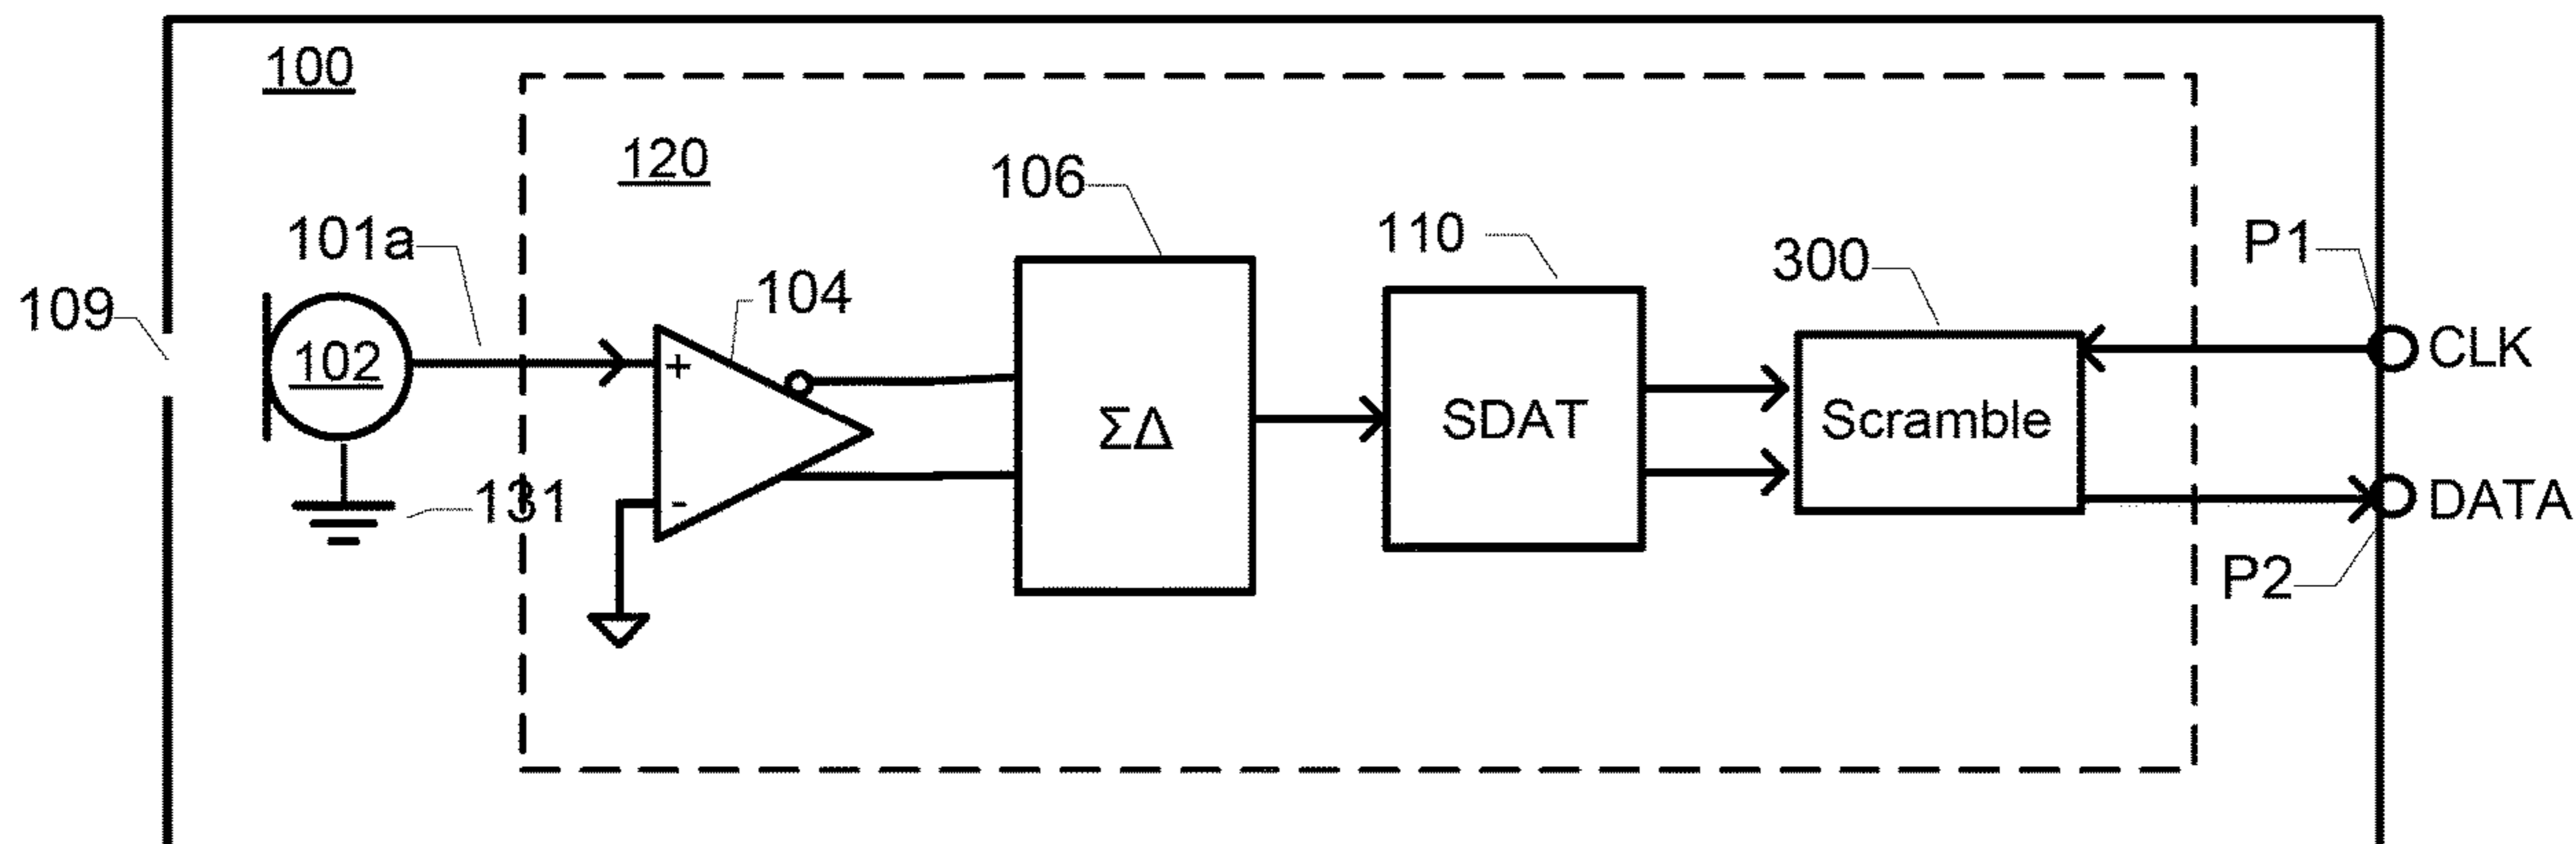 100
120
106
101a
110
P1
300
109
104
102
+
CLK
ΣΔ
SDAT
Scramble
131
-
DATA
P2